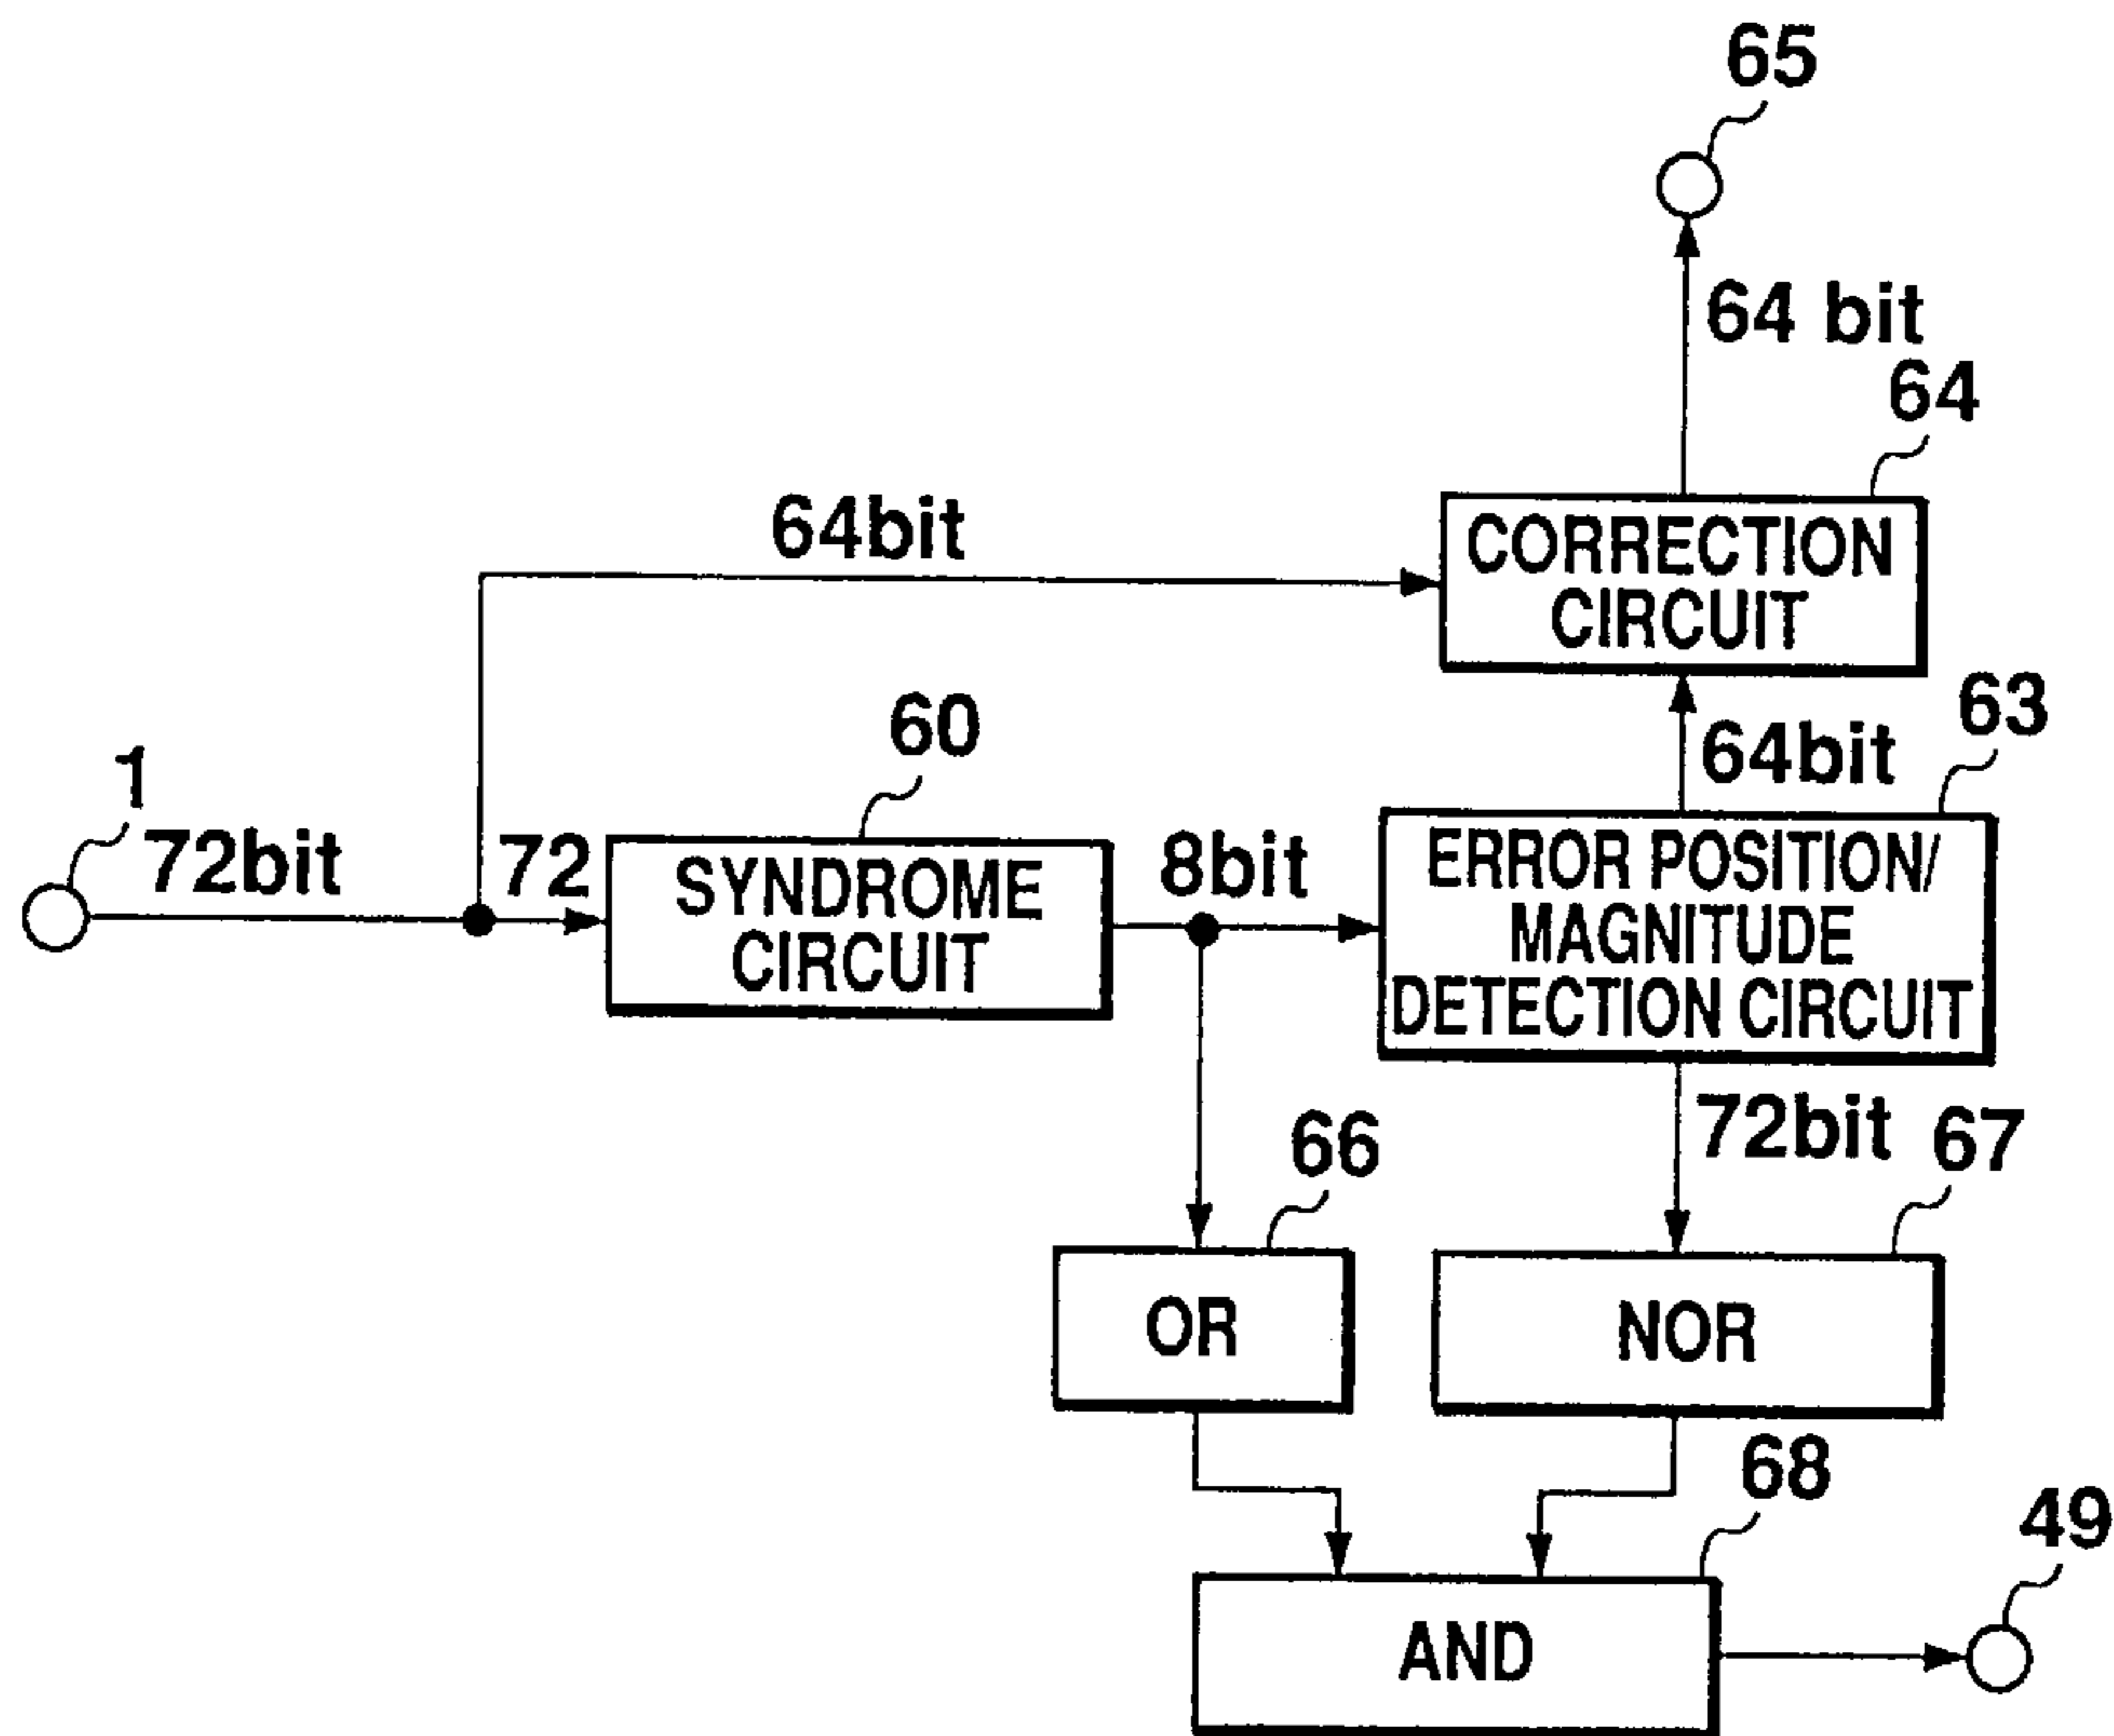 65
64 bit
64
64bit
CORRECTION
CIRCUIT
63
64bit
60
1
72bit
72
SYNDROME
CIRCUIT
8bit
ERROR POSITION/
MAGNITUDE
DETECTION CIRCUIT
72bit
67
66
OR
NOR
68
49
AND